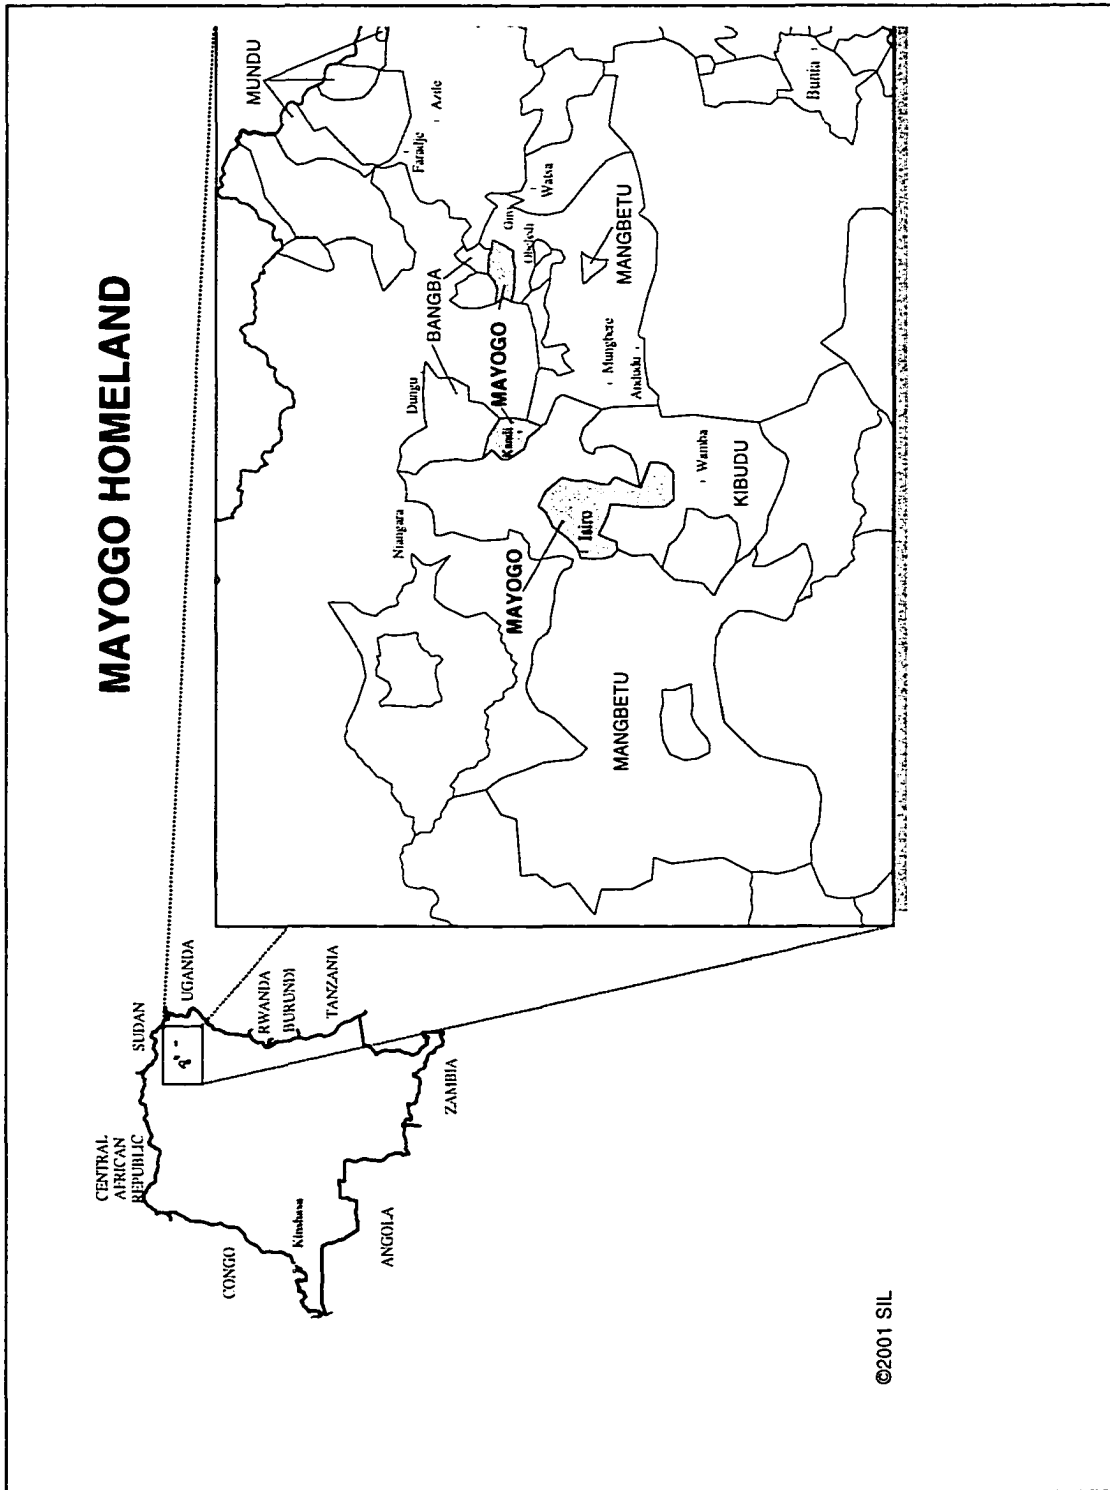 MAYOGO HOMELAND
CENTRAL
AFRICAN
REPUBLIC
SUDAN
UGANDA
CONGO
RWANDA
BURUNDI
Kinshasa
TANZANIA
ANGOLA
ZAMBIA
©2001 SIL
MUNDU
Niangara
Dungu
Faradje
BANGBA
MAYOGO
Kandi
Watsa
MAYOGO
Isiro
MANGBETU
MANGBETU
Mungbere
Andudu
Wamba
KIBUDU
Bunia